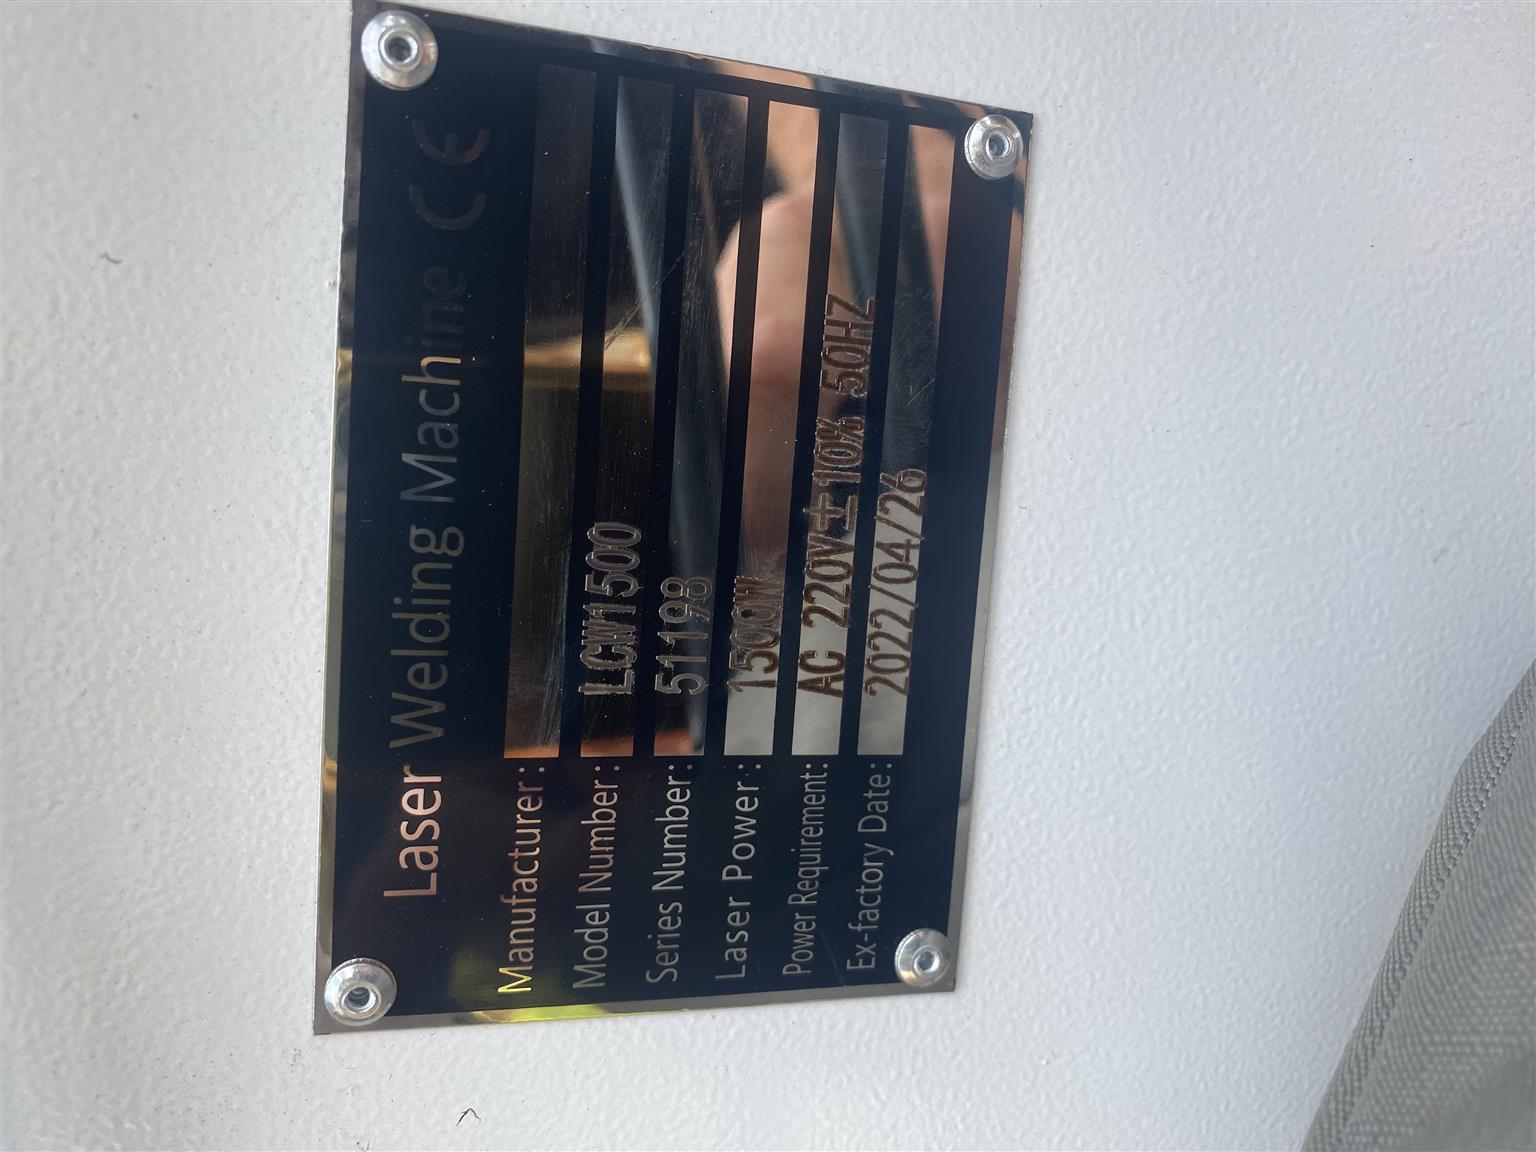 Laser Welding Machine CE
Manufacturer:
Model Number: LCW1500
Series Number: 51198
Laser Power: 1500W
Power Requirement: AC 220V±10% 50HZ
Ex-factory Date: 2022/04/26